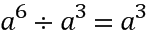 a⁶ ÷ a³ = a³